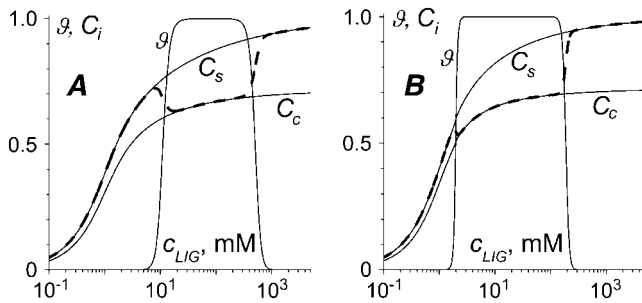 1.0
ϑ, C_i
ϑ
C_s
A
C_c
0.5
c_LIG, mM
0
10^-1
10^1
10^3
1.0
ϑ, C_i
ϑ
C_s
B
C_c
0.5
c_LIG, mM
0
10^-1
10^1
10^3